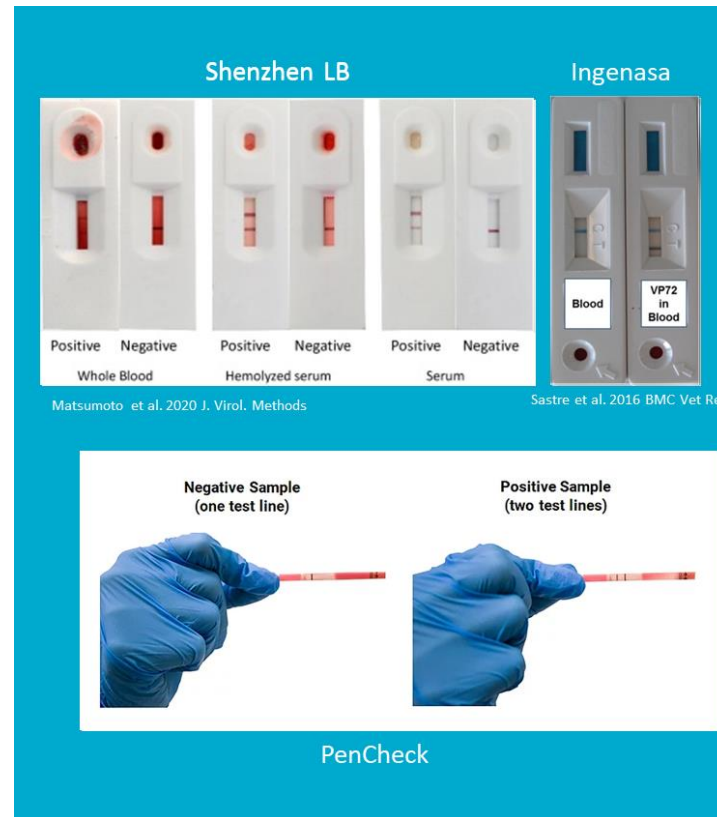 Shenzhen LB
Ingenasa
Positive Negative Positive Negative Positive Negative
Whole Blood Hemolyzed serum Serum
Blood
VP72
in
Blood
C T
C T
Matsumoto et al. 2020 J. Virol. Methods
Sastre et al. 2016 BMC Vet Re
Negative Sample
(one test line)
Positive Sample
(two test lines)
PenCheck